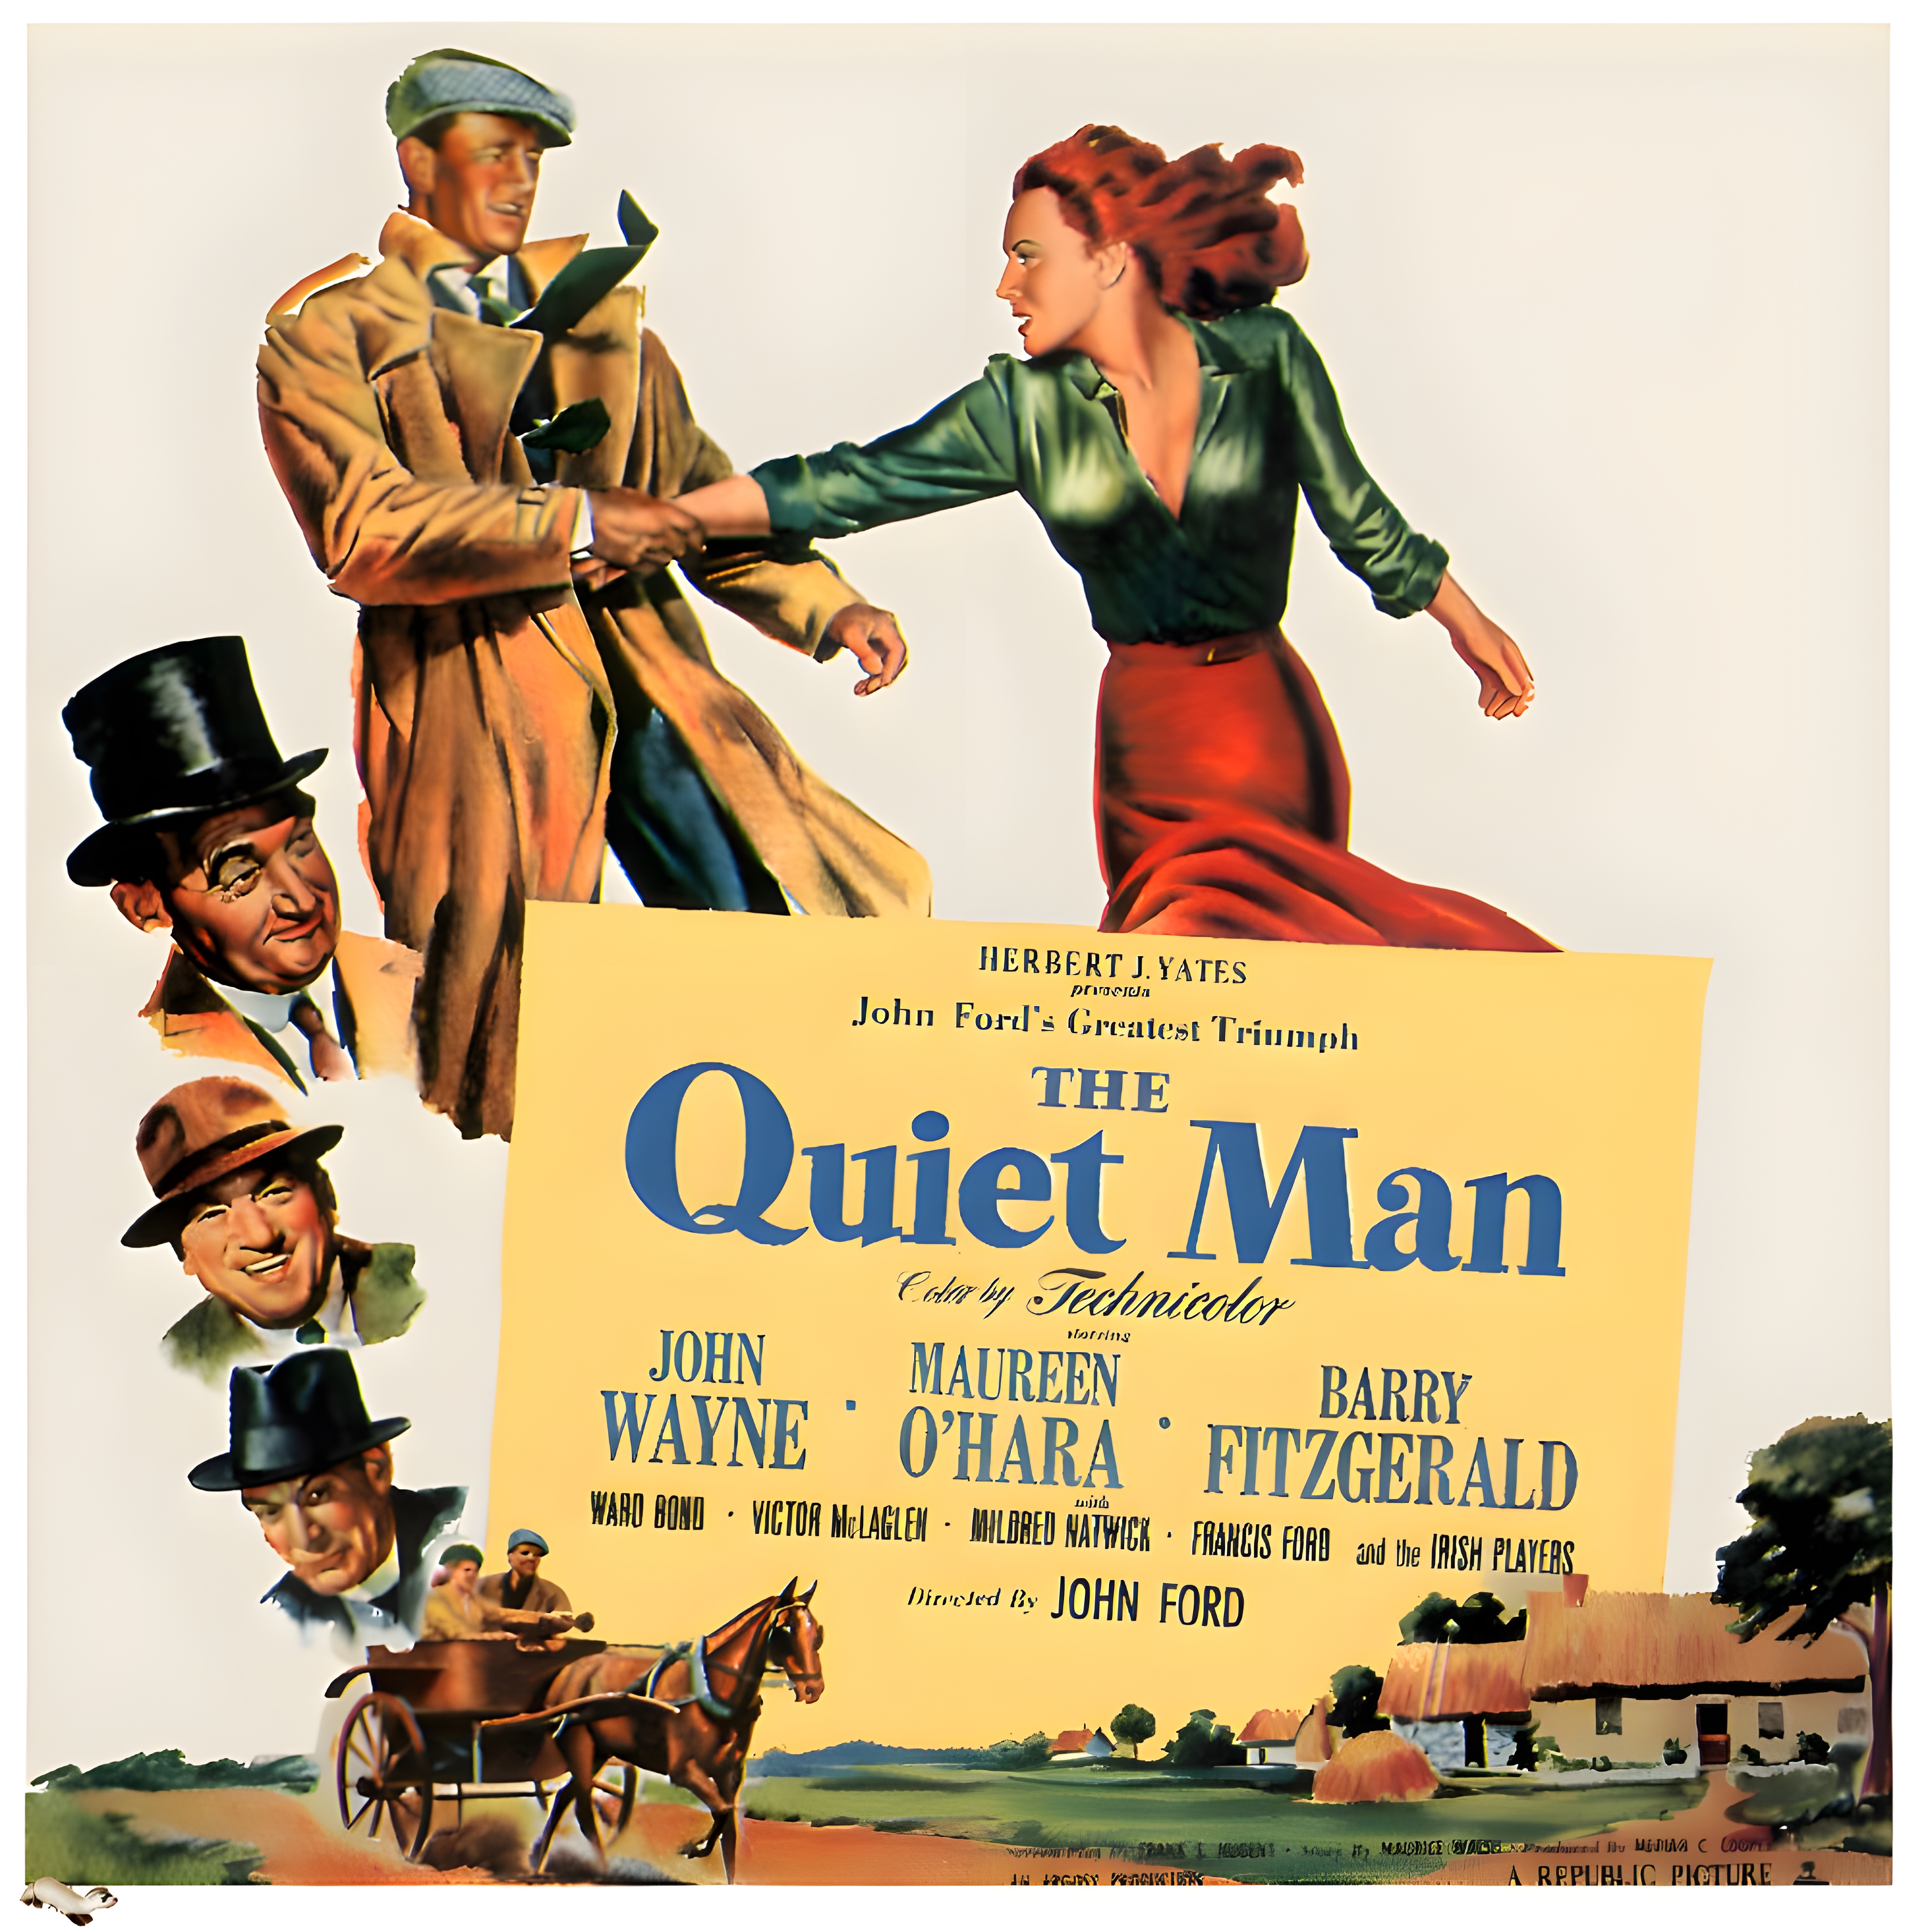 HERBERT J. YATES
presents
John Ford's Greatest Triumph
THE
Quiet Man
Color by Technicolor
starring
JOHN WAYNE · MAUREEN O'HARA · BARRY FITZGERALD
with
WARD BOND · VICTOR McLAGLEN · MILDRED NATWICK · FRANCIS FORD and the IRISH PLAYERS
Directed By JOHN FORD
A REPUBLIC PICTURE